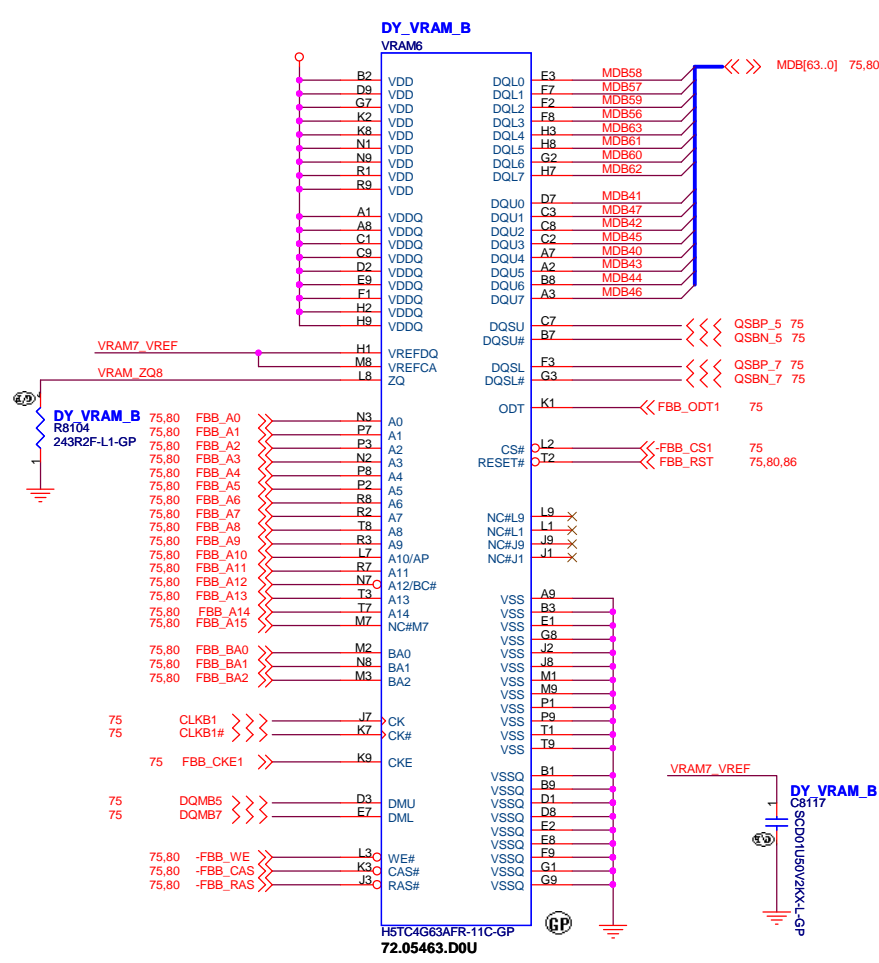 DY_VRAM_B
VRAM6
B2 VDD DQL0 E3 MDB58 MDB[63..0] 75,80
D9 VDD DQL1 F7 MDB57
G7 VDD DQL2 F2 MDB59
K2 VDD DQL3 F8 MDB56
K8 VDD DQL4 H3 MDB63
N1 VDD DQL5 H8 MDB61
N9 VDD DQL6 G2 MDB60
R1 VDD DQL7 H7 MDB62
R9 VDD
A1 VDDQ DQU0 D7 MDB41
A8 VDDQ DQU1 C3 MDB47
C1 VDDQ DQU2 C8 MDB42
C9 VDDQ DQU3 C2 MDB45
D2 VDDQ DQU4 A7 MDB40
E9 VDDQ DQU5 A2 MDB43
F1 VDDQ DQU6 B8 MDB44
H2 VDDQ DQU7 A3 MDB46
H9 VDDQ DQSU C7 QSBP_5 75
DQSU# B7 QSBN_5 75
VRAM7_VREF H1 VREFDQ
M8 VREFCA DQSL F3 QSBP_7 75
VRAM_ZQ8 L8 ZQ DQSL# G3 QSBN_7 75
ODT K1 FBB_ODT1 75
DY_VRAM_B
R8104
243R2F-L1-GP
1
75,80 FBB_A0 N3 A0
75,80 FBB_A1 P7 A1
75,80 FBB_A2 P3 A2 CS# L2 -FBB_CS1 75
75,80 FBB_A3 N2 A3 RESET# T2 FBB_RST 75,80,86
75,80 FBB_A4 P8 A4
75,80 FBB_A5 P2 A5
75,80 FBB_A6 R8 A6
75,80 FBB_A7 R2 A7 NC#L9 L9
75,80 FBB_A8 T8 A8 NC#L1 L1
75,80 FBB_A9 R3 A9 NC#J9 J9
75,80 FBB_A10 L7 A10/AP NC#J1 J1
75,80 FBB_A11 R7 A11
75,80 FBB_A12 N7 A12/BC#
75,80 FBB_A13 T3 A13 VSS A9
75,80 FBB_A14 T7 A14 VSS B3
75,80 FBB_A15 M7 NC#M7 VSS E1
VSS G8
75,80 FBB_BA0 M2 BA0 VSS J2
75,80 FBB_BA1 N8 BA1 VSS J8
75,80 FBB_BA2 M3 BA2 VSS M1
VSS M9
VSS P1
75 CLKB1 J7 CK VSS P9
75 CLKB1# K7 CK# VSS T1
VSS T9
75 FBB_CKE1 K9 CKE
VSSQ B1 VRAM7_VREF
VSSQ B9
75 DQMB5 D3 DMU VSSQ D1
75 DQMB7 E7 DML VSSQ D8
VSSQ E2
VSSQ E8
75,80 -FBB_WE L3 WE# VSSQ F9
75,80 -FBB_CAS K3 CAS# VSSQ G1
75,80 -FBB_RAS J3 RAS# VSSQ G9
DY_VRAM_B
C8117
1
SCD01U50V2KX-L-GP
GP
H5TC4G63AFR-11C-GP
72.05463.D0U